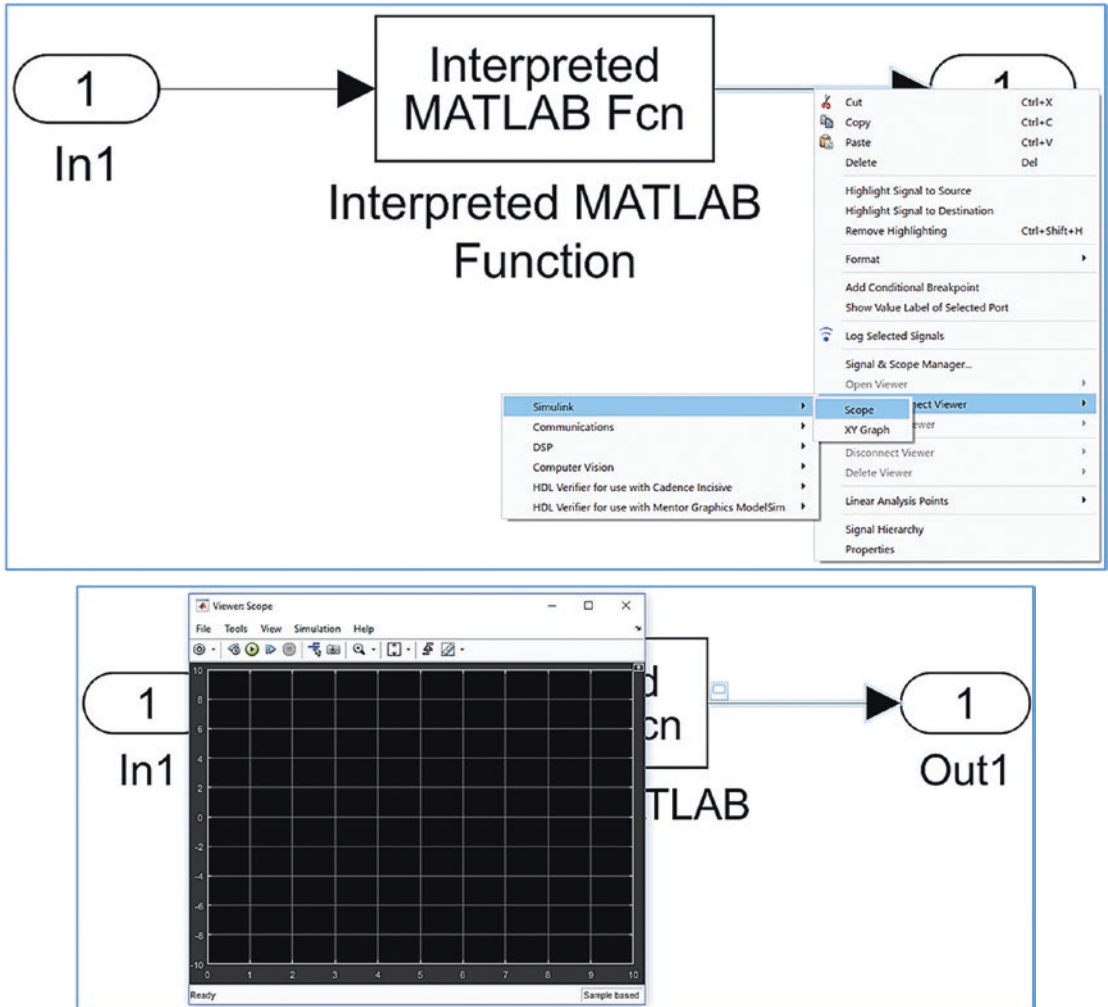 1
In1
Interpreted
MATLAB Fcn
Interpreted MATLAB
Function
1
Cut Ctrl+X
Copy Ctrl+C
Paste Ctrl+V
Delete Del
Highlight Signal to Source
Highlight Signal to Destination
Remove Highlighting Ctrl+Shift+H
Format
Add Conditional Breakpoint
Show Value Label of Selected Port
Log Selected Signals
Signal & Scope Manager...
Open Viewer
Viewer
Disconnect Viewer
Delete Viewer
Linear Analysis Points
Signal Hierarchy
Properties
Scope
XY Graph
Simulink
Communications
DSP
Computer Vision
HDL Verifier for use with Cadence Incisive
HDL Verifier for use with Mentor Graphics ModelSim
Viewer: Scope
File Tools View Simulation Help
10
8
6
4
2
0
-2
-4
-6
-8
-10
0 1 2 3 4 5 6 7 8 9 10
Ready Sample based
1
In1
d
cn
TLAB
1
Out1